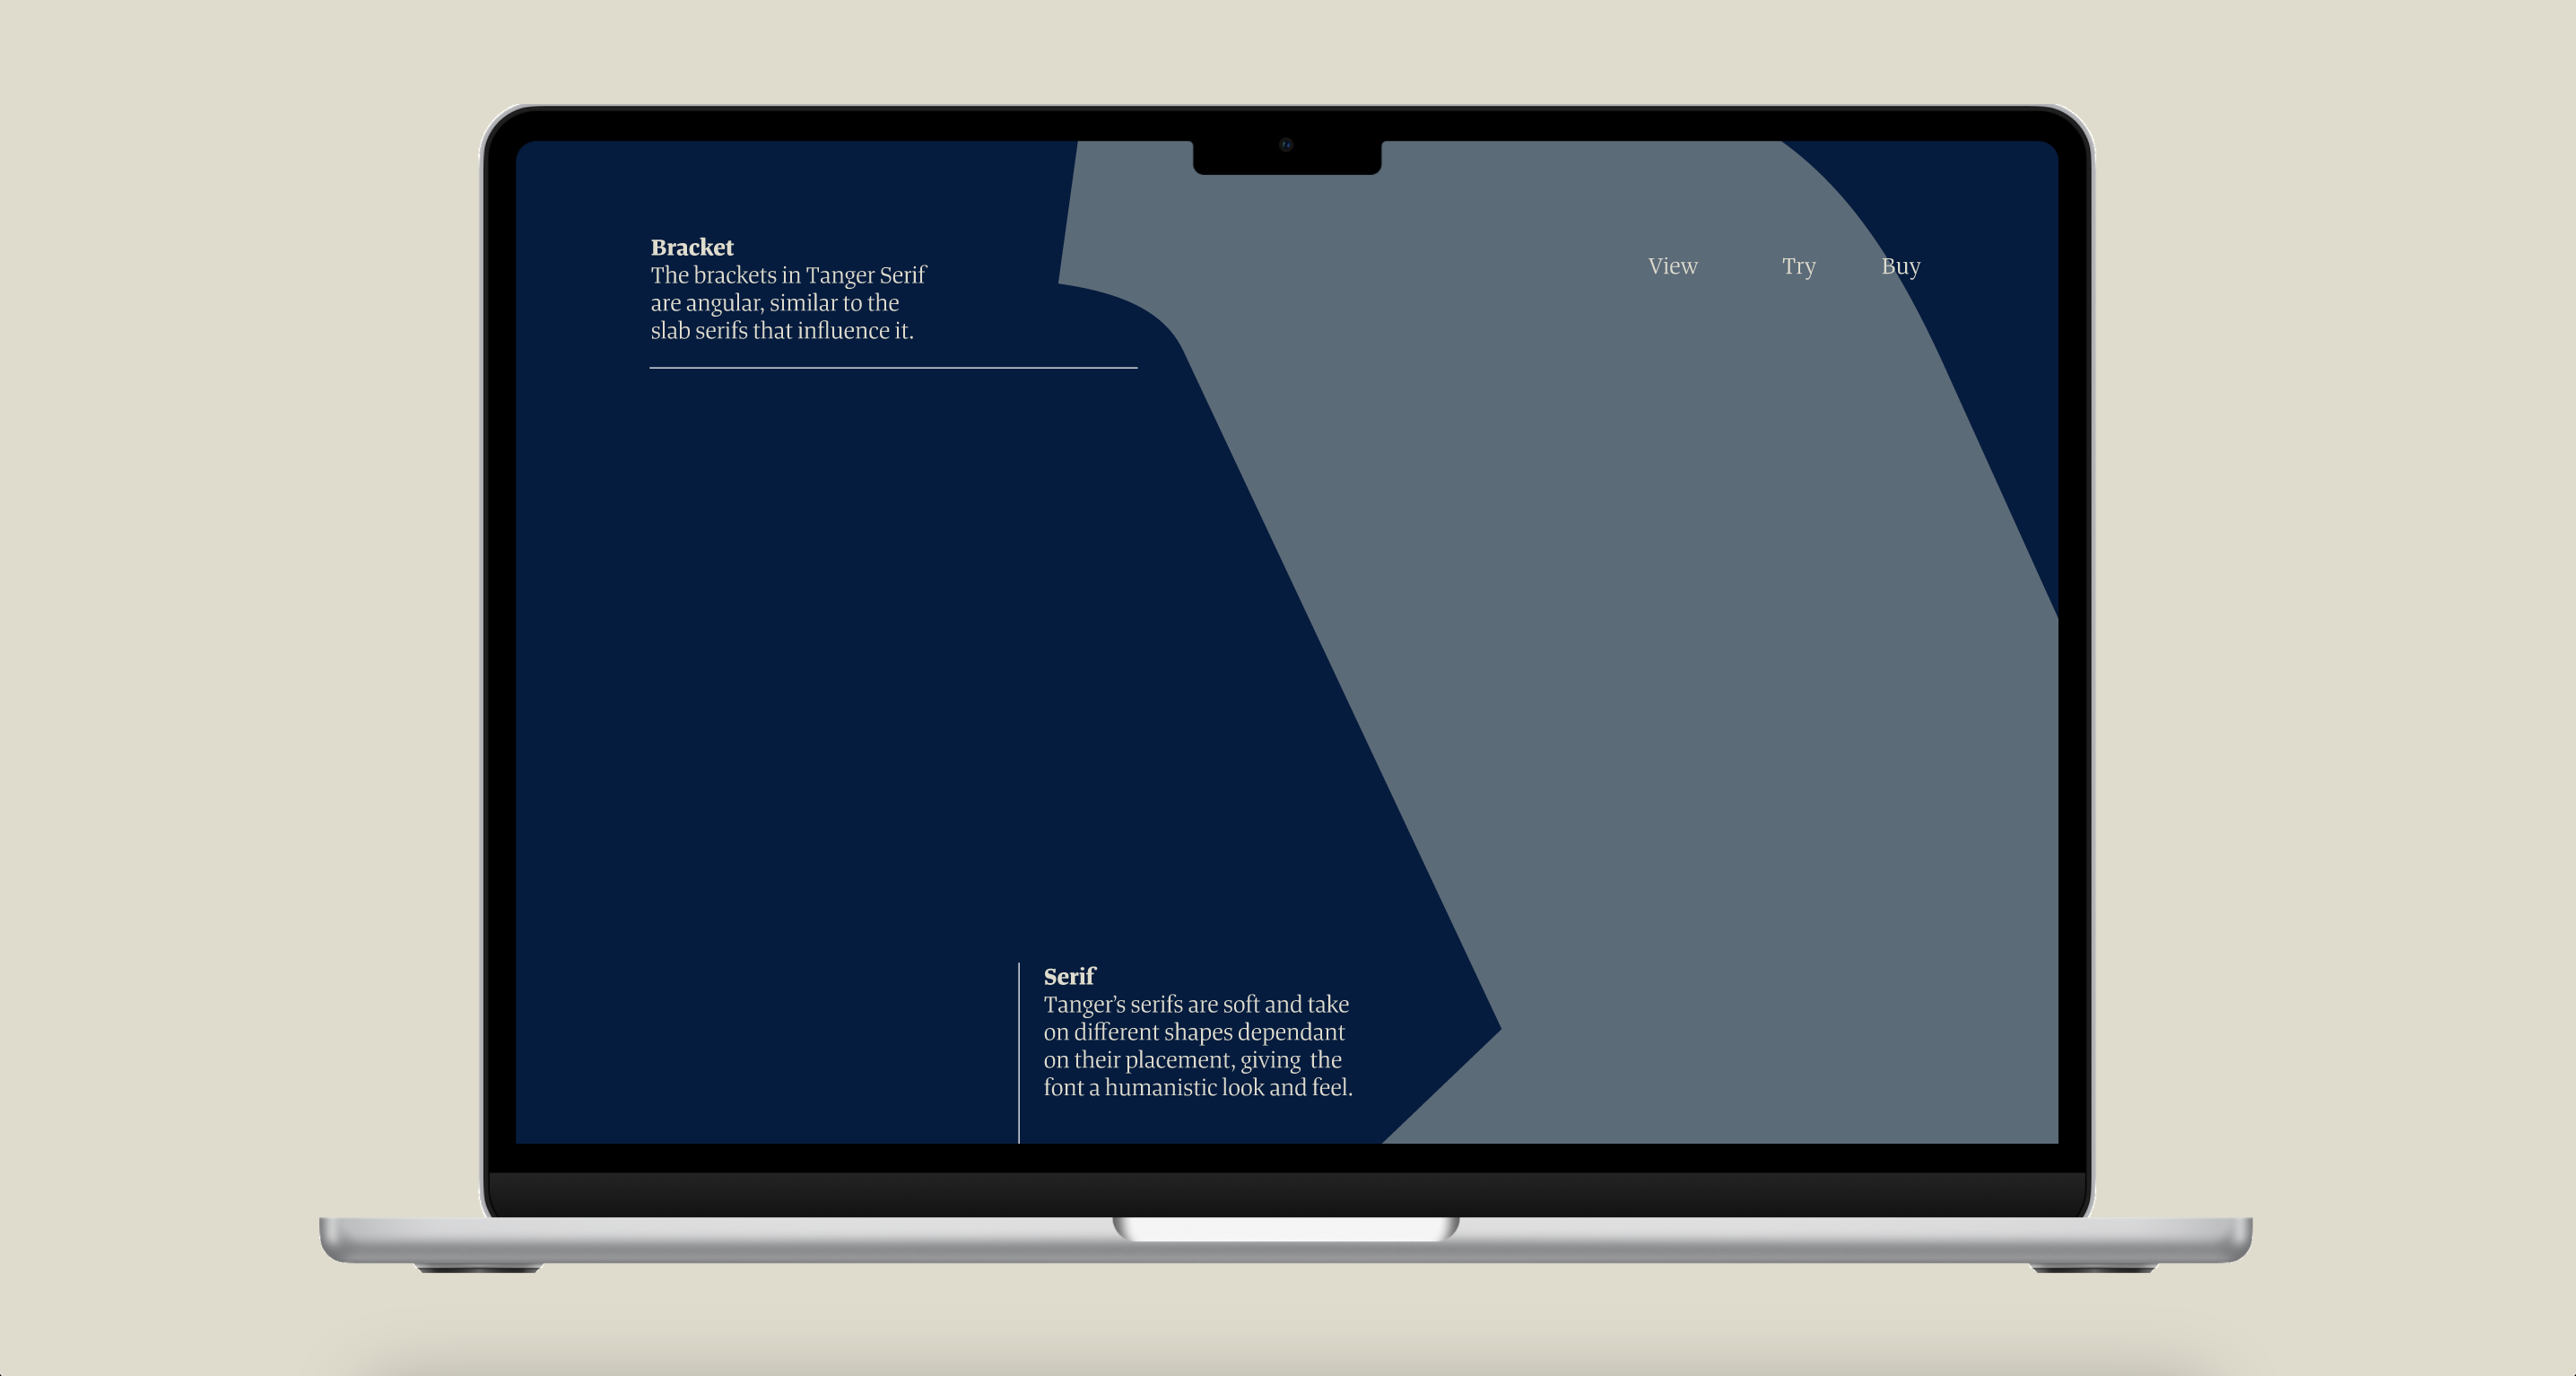 Bracket
The brackets in Tanger Serif
are angular, similar to the
slab serifs that influence it.
View Try Buy
Serif
Tanger’s serifs are soft and take
on different shapes dependant
on their placement, giving  the
font a humanistic look and feel.